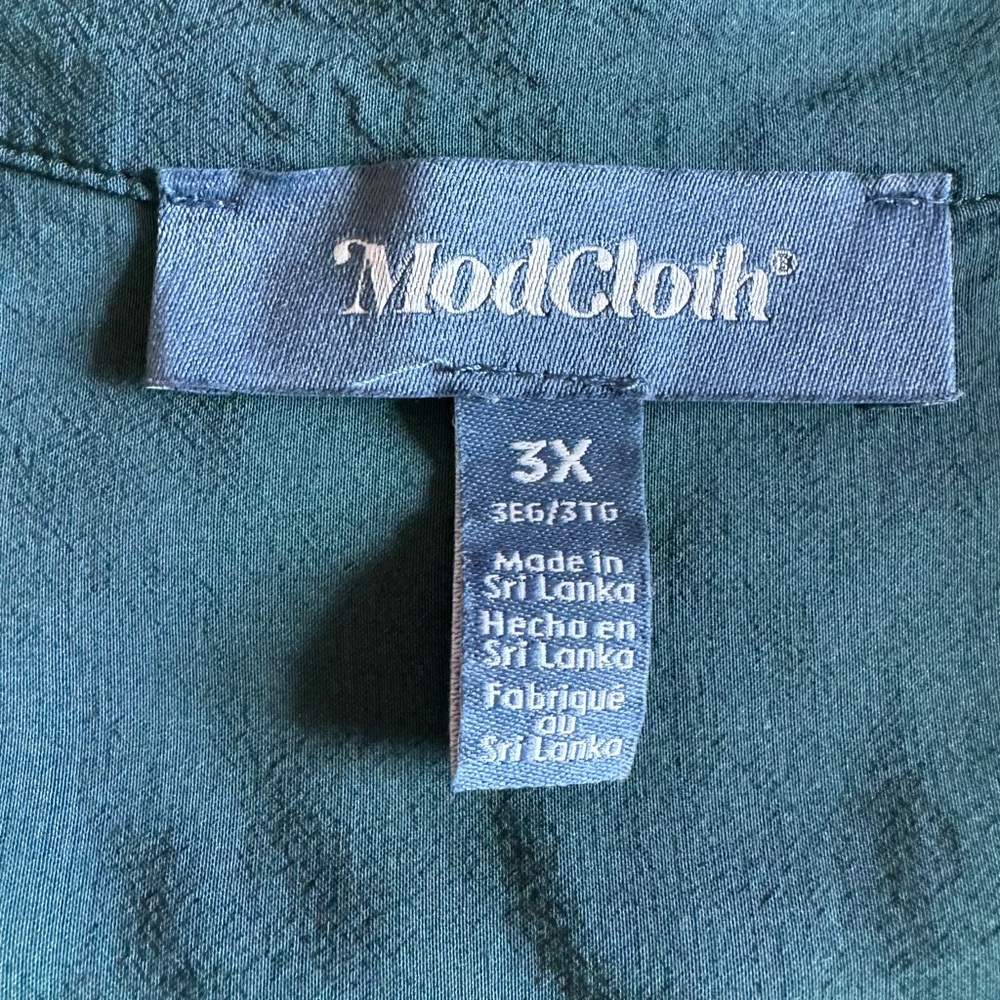 ModCloth®
3X
3EG/3TG
Made in
Sri Lanka
Hecho en
Sri Lanka
Fabriqué
au
Sri Lanka